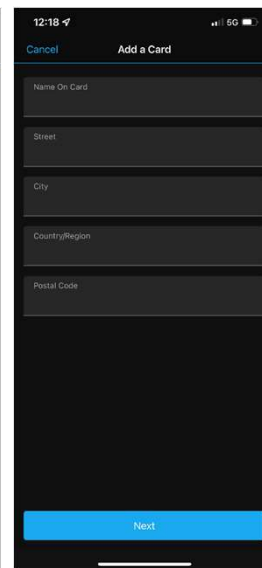 12:18 5G
Cancel Add a Card
Name On Card
Street
City
Country/Region
Postal Code
Next